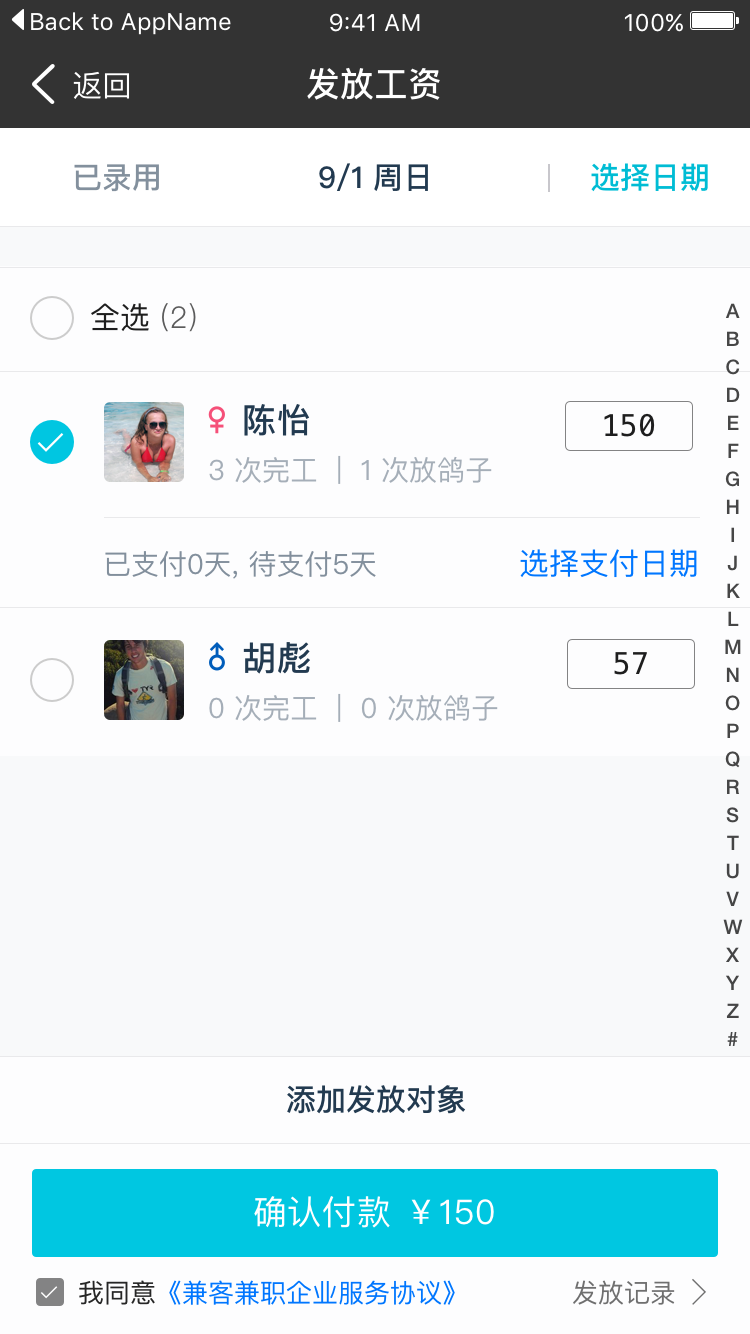 Back to AppName 9:41 AM 100%
返回 发放工资
已录用 9/1 周日 选择日期
全选 (2)
陈怡 150
3 次完工 | 1 次放鸽子
已支付0天, 待支付5天 选择支付日期
胡彪 57
0 次完工 | 0 次放鸽子
A
B
C
D
E
F
G
H
I
J
K
L
M
N
O
P
Q
R
S
T
U
V
W
X
Y
Z
#
添加发放对象
确认付款 ¥150
我同意《兼客兼职企业服务协议》 发放记录